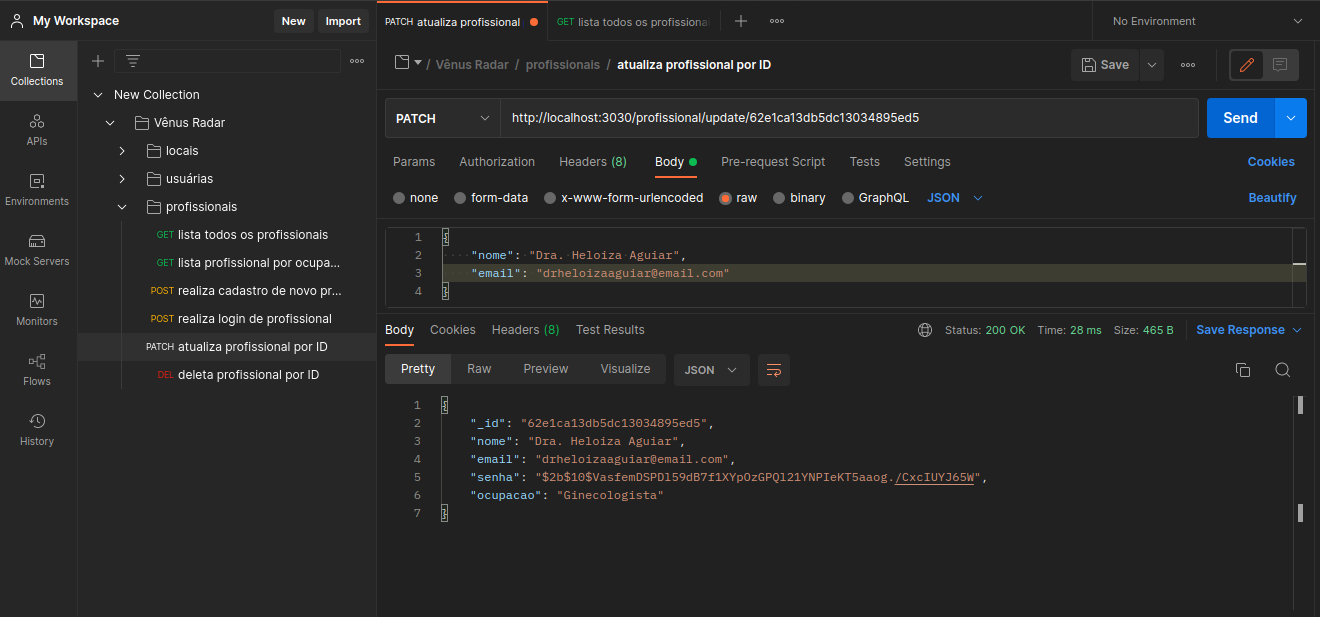 My Workspace
New
Import
PATCH atualiza profissional
GET lista todos os profissiona
No Environment
Collections
APIs
Environments
Mock Servers
Monitors
Flows
History
New Collection
Vênus Radar
locais
usuárias
profissionais
GET lista todos os profissionais
GET lista profissional por ocupa...
POST realiza cadastro de novo pr...
POST realiza login de profissional
PATCH atualiza profissional por ID
DEL deleta profissional por ID
/ Vênus Radar / profissionais / atualiza profissional por ID
Save
PATCH
http://localhost:3030/profissional/update/62e1ca13db5dc13034895ed5
Send
Params Authorization Headers (8) Body Pre-request Script Tests Settings Cookies
none form-data x-www-form-urlencoded raw binary GraphQL JSON Beautify
1 {
2 "nome": "Dra. Heloiza Aguiar",
3 "email": "drheloizaaguiar@email.com"
4 }
Body Cookies Headers (8) Test Results Status: 200 OK Time: 28 ms Size: 465 B Save Response
Pretty Raw Preview Visualize JSON
1 {
2 "_id": "62e1ca13db5dc13034895ed5",
3 "nome": "Dra. Heloiza Aguiar",
4 "email": "drheloizaaguiar@email.com",
5 "senha": "$2b$10$VasfemDSPDl59dB7f1XYpOzGPQl21YNPIeKT5aaog./CxcIUYJ65W",
6 "ocupacao": "Ginecologista"
7 }